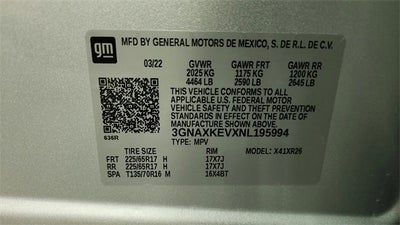 gm MFD BY GENERAL MOTORS DE MEXICO, S. DE R.L. DE C.V.
03/22 GVWR GAWR FRT GAWR RR
2025 KG 1175 KG 1200 KG
4464 LB 2590 LB 2645 LB
THIS VEHICLE CONFORMS TO ALL
APPLICABLE U.S. FEDERAL MOTOR
VEHICLE SAFETY AND THEFT PREVENTION
STANDARDS IN EFFECT ON THE DATE OF
MANUFACTURE SHOWN ABOVE.
3GNAXKEVXNL195994
636R TYPE: MPV MODEL: X41XR26
TIRE SIZE RIM
FRT 225/65R17 H 17X7J
RR 225/65R17 H 17X7J
SPA T135/70R16 M 16X4BT